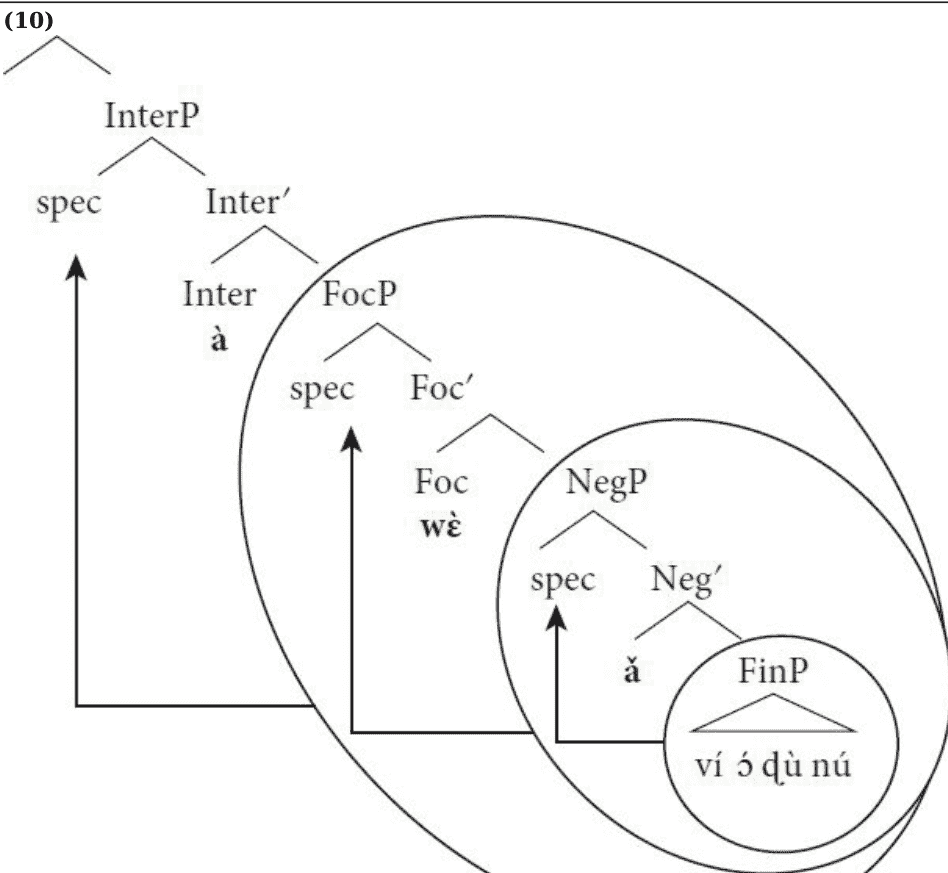 (10)
InterP
spec Inter′
Inter FocP
à
spec Foc′
Foc NegP
wɛ̀
spec Neg′
ǎ FinP
ví ɔ́ ɖù nú